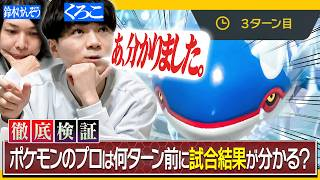 鈴木けんぞう
くろこ
3ターン目
あ、分かりました。
徹底検証
ポケモンのプロは何ターン前に試合結果が分かる?